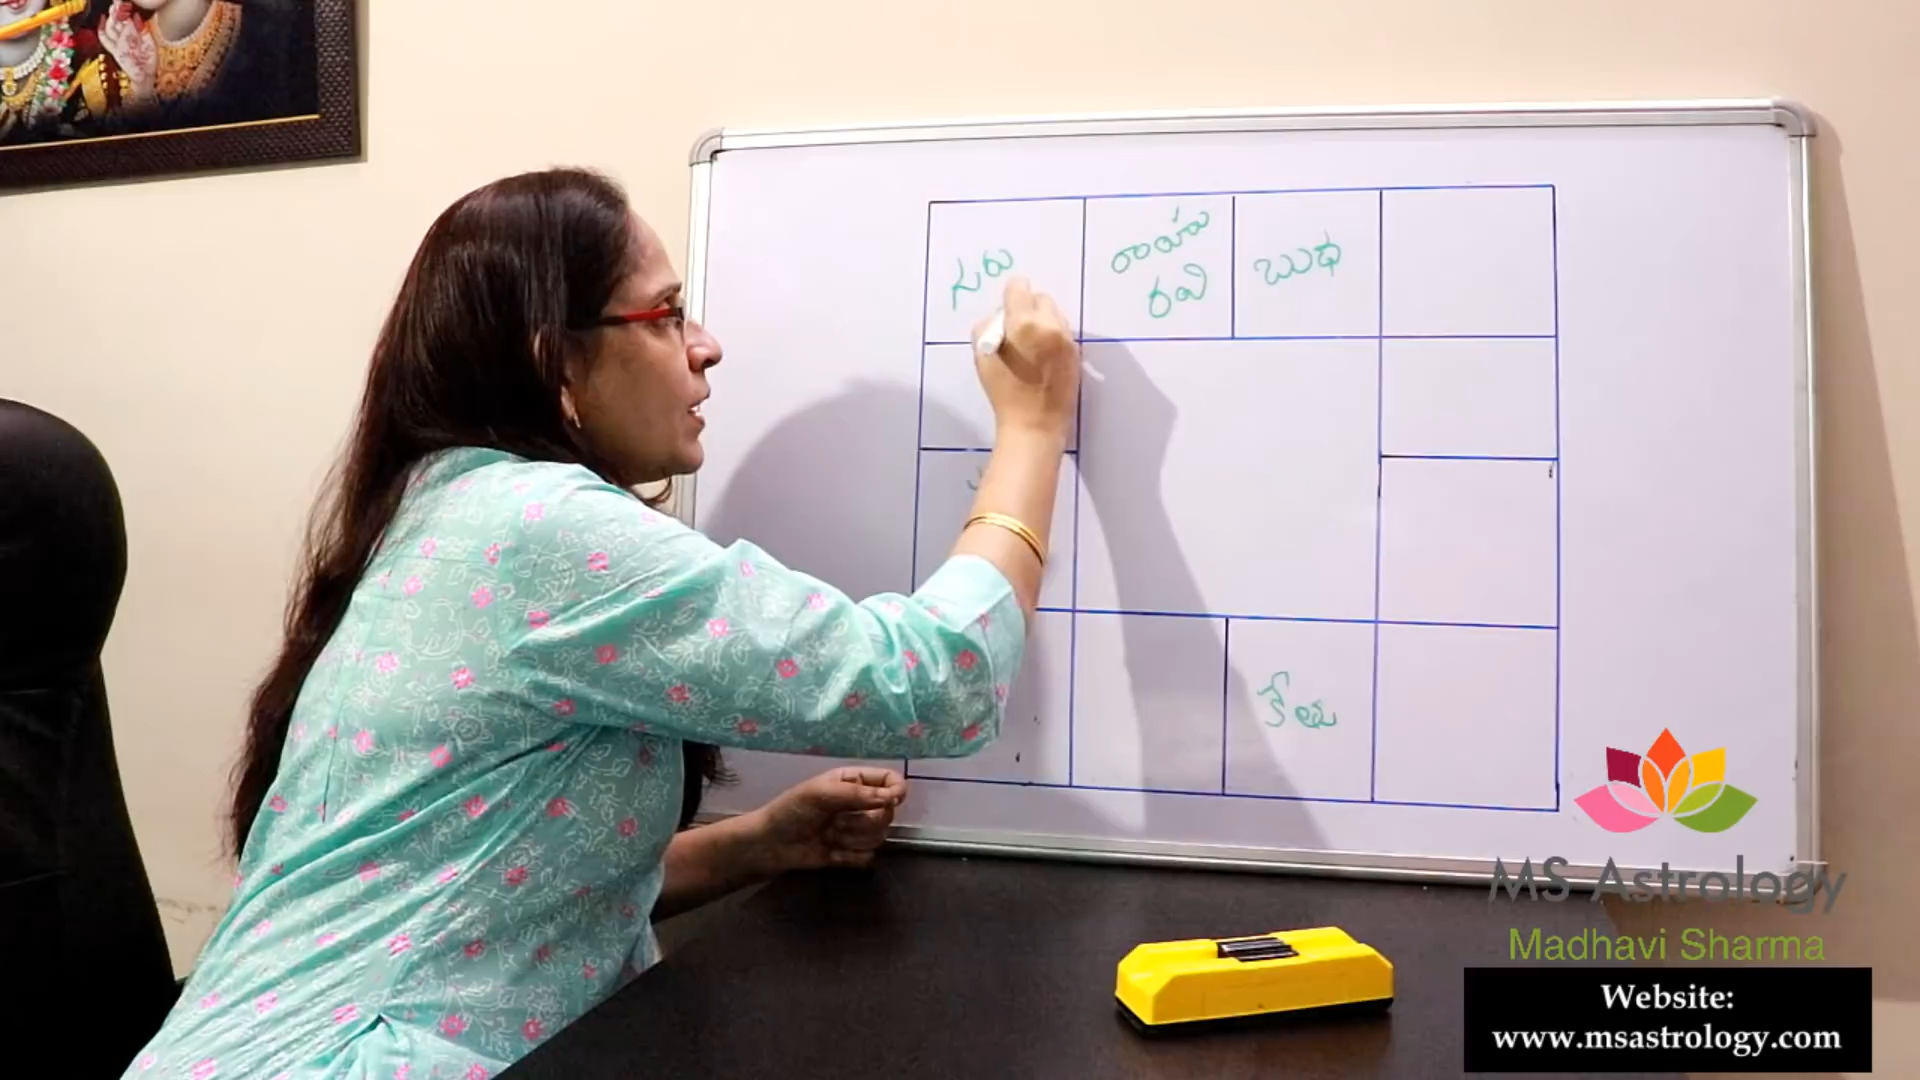 గురు
రాహు
రవి
బుధ
కేతు
MS Astrology
Madhavi Sharma
Website:
www.msastrology.com